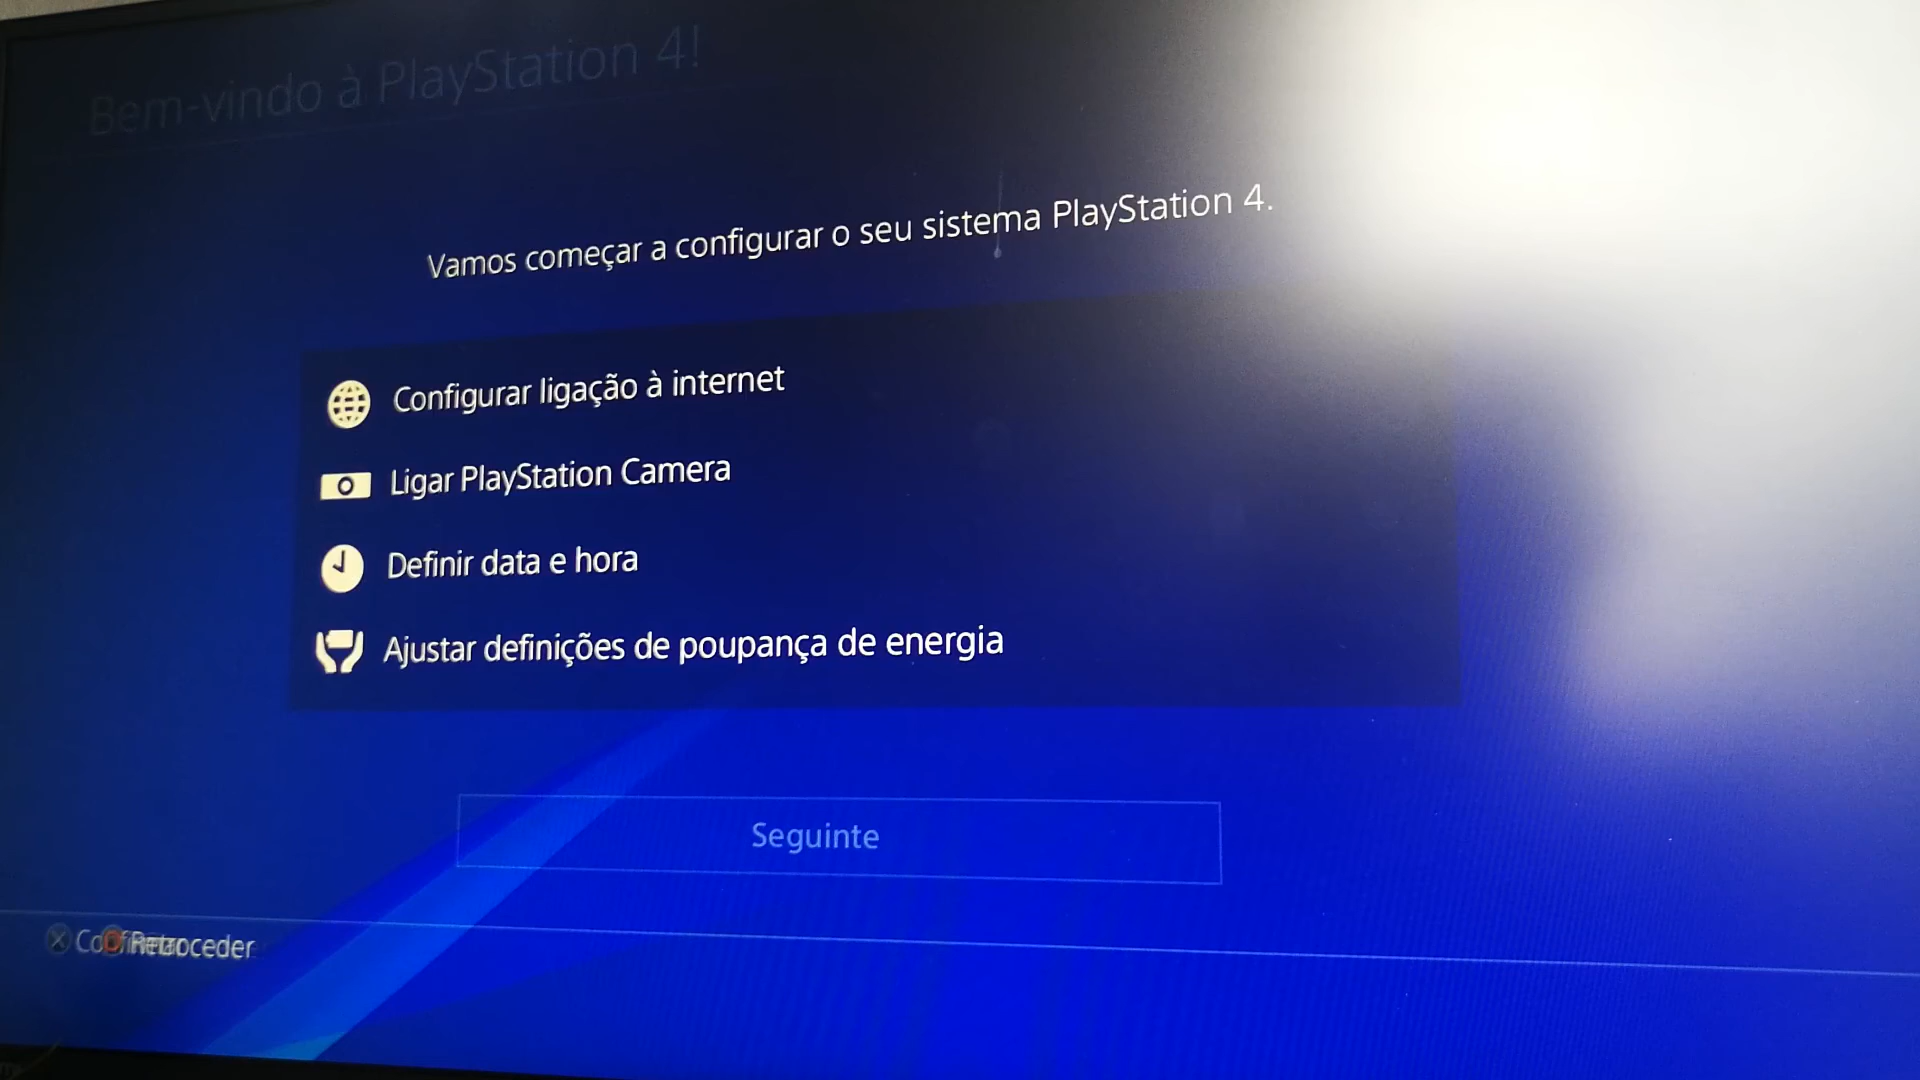 Bem-vindo à PlayStation 4!
Vamos começar a configurar o seu sistema PlayStation 4.
Configurar ligação à internet
Ligar PlayStation Camera
Definir data e hora
Ajustar definições de poupança de energia
Seguinte
Retroceder